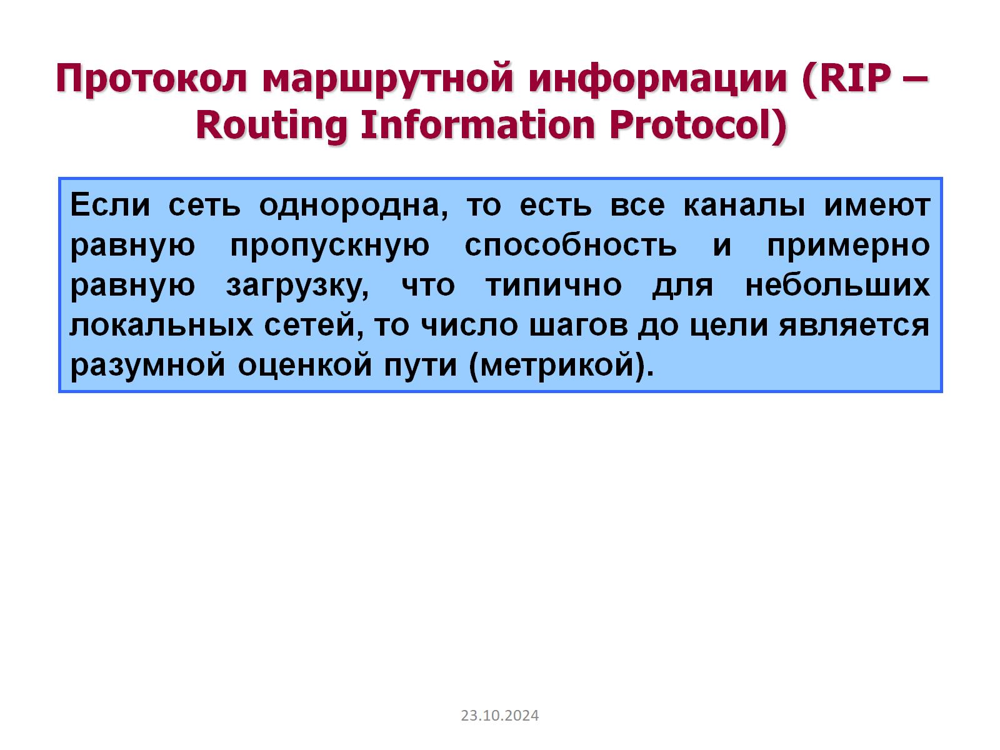 Протокол маршрутной информации (RIP –
Routing Information Protocol)
Если сеть однородна, то есть все каналы имеют
равную пропускную способность и примерно
равную загрузку, что типично для небольших
локальных сетей, то число шагов до цели является
разумной оценкой пути (метрикой).
23.10.2024